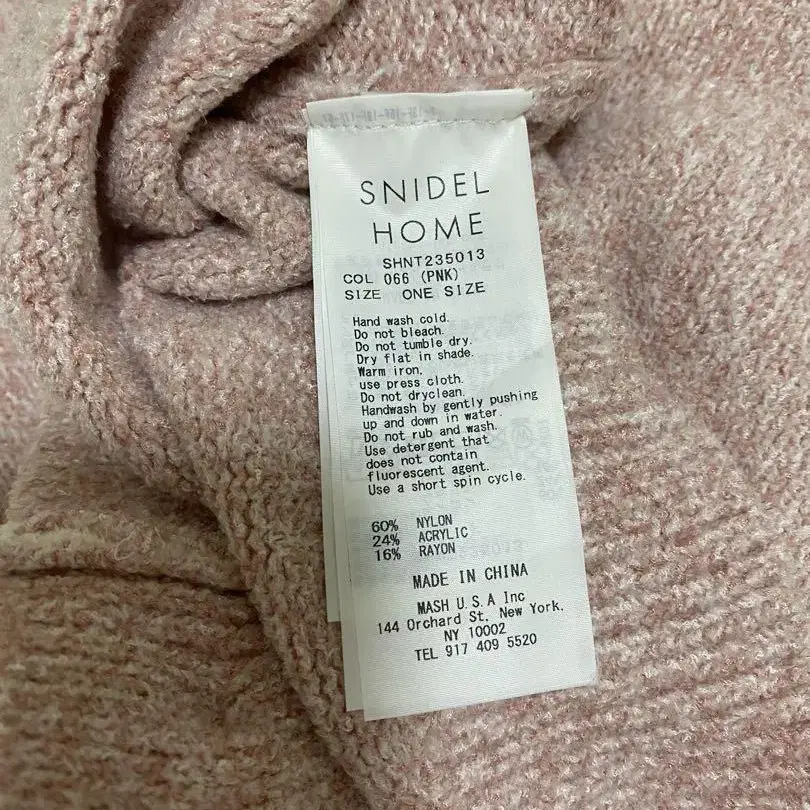 SNIDEL
HOME
SHNT235013
COL 066 (PNK)
SIZE ONE SIZE
Hand wash cold.
Do not bleach.
Do not tumble dry.
Dry flat in shade.
Warm iron.
use press cloth.
Do not dryclean.
Handwash by gently pushing
up and down in water.
Do not rub and wash.
Use detergent that
does not contain
fluorescent agent.
Use a short spin cycle.
60% NYLON
24% ACRYLIC
16% RAYON
MADE IN CHINA
MASH U.S.A Inc
144 Orchard St. New York.
NY 10002
TEL 917 409 5520